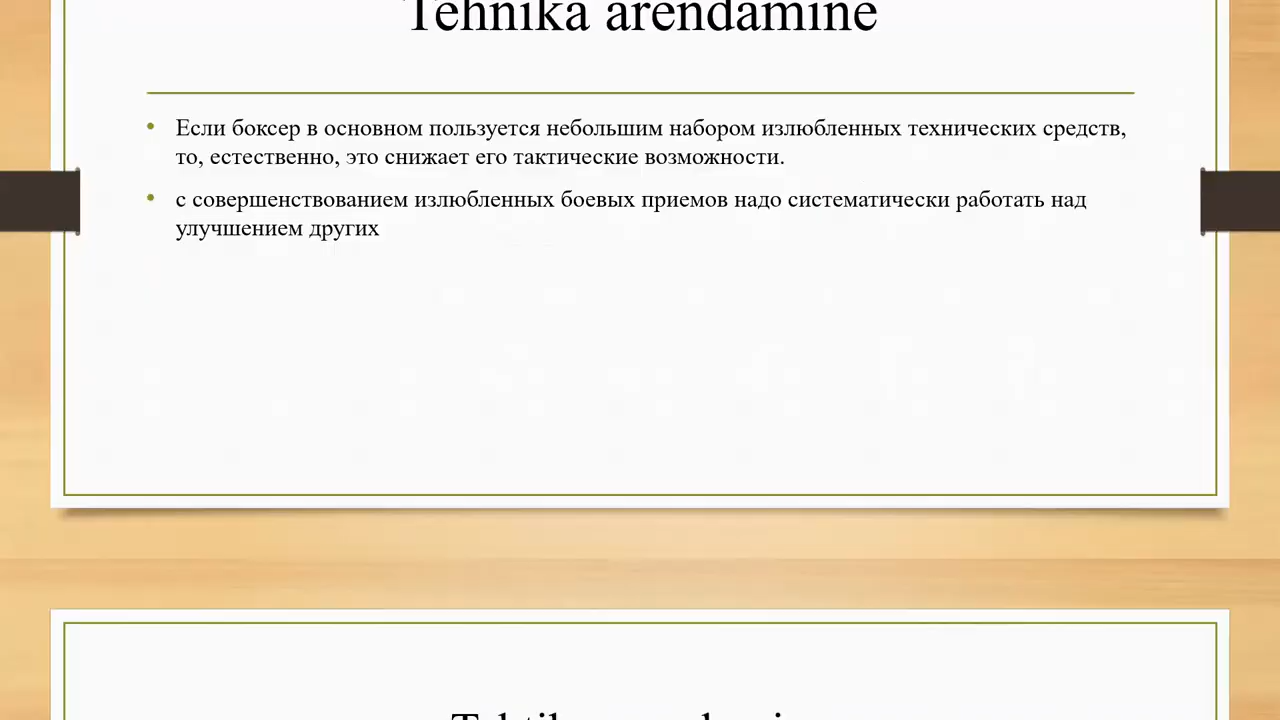 Tehnika arendamine
Если боксер в основном пользуется небольшим набором излюбленных технических средств,
то, естественно, это снижает его тактические возможности.
с совершенствованием излюбленных боевых приемов надо систематически работать над
улучшением других